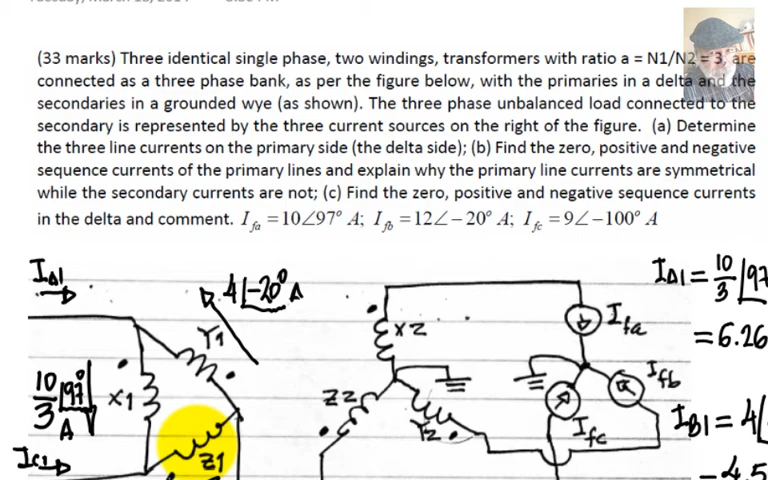 (33 marks) Three identical single phase, two windings, transformers with ratio a = N1/N2 = 3, are
connected as a three phase bank, as per the figure below, with the primaries in a delta and the
secondaries in a grounded wye (as shown). The three phase unbalanced load connected to the
secondary is represented by the three current sources on the right of the figure. (a) Determine
the three line currents on the primary side (the delta side); (b) Find the zero, positive and negative
sequence currents of the primary lines and explain why the primary line currents are symmetrical
while the secondary currents are not; (c) Find the zero, positive and negative sequence currents
in the delta and comment. I_fa = 10∠97° A; I_fb = 12∠−20° A; I_fc = 9∠−100° A
IΔ1
4∠-20° A
IΔ1 = 10/3 ∠97
Y1
X2
Ifa
= 6.26
10/3 ∠97° A
X1
Z2
Ifb
Y2
Ifc
IB1 = 4∠
IC1
Z1
-4.5